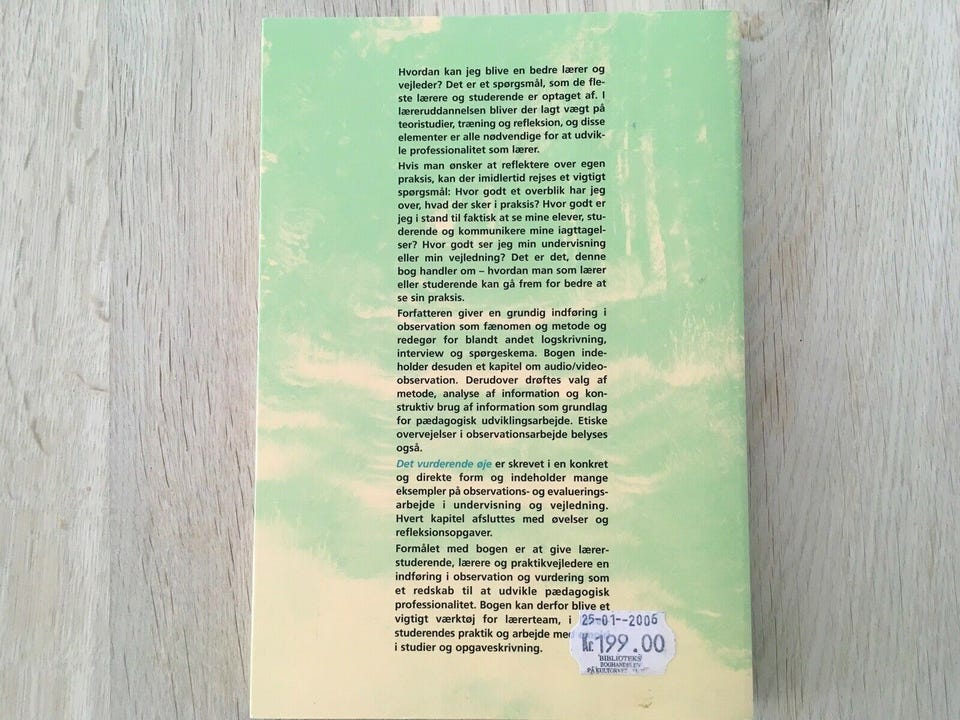 Hvordan kan jeg blive en bedre lærer og
vejleder? Det er et spørgsmål, som de fle-
ste lærere og studerende er optaget af. I
læreruddannelsen bliver der lagt vægt på
teoristudier, træning og refleksion, og disse
elementer er alle nødvendige for at udvik-
le professionalitet som lærer.
Hvis man ønsker at reflektere over egen
praksis, kan der imidlertid rejses et vigtigt
spørgsmål: Hvor godt et overblik har jeg
over, hvad der sker i praksis? Hvor godt er
jeg i stand til faktisk at se mine elever, stu-
derende og kommunikere mine iagttagel-
ser? Hvor godt ser jeg min undervisning
eller min vejledning? Det er det, denne
bog handler om – hvordan man som lærer
eller studerende kan gå frem for bedre at
se sin praksis.
Forfatteren giver en grundig indføring i
observation som fænomen og metode og
redegør for blandt andet logskrivning,
interview og spørgeskema. Bogen inde-
holder desuden et kapitel om audio/video-
observation. Derudover drøftes valg af
metode, analyse af information og kon-
struktiv brug af information som grundlag
for pædagogisk udviklingsarbejde. Etiske
overvejelser i observationsarbejde belyses
også.
Det vurderende øje er skrevet i en konkret
og direkte form og indeholder mange
eksempler på observations- og evaluerings-
arbejde i undervisning og vejledning.
Hvert kapitel afsluttes med øvelser og
refleksionsopgaver.
Formålet med bogen er at give lærer-
studerende, lærere og praktikvejledere en
indføring i observation og vurdering som
et redskab til at udvikle pædagogisk
professionalitet. Bogen kan derfor blive et
vigtigt værktøj for lærerteam, i
studerendes praktik og arbejde med
i studier og opgaveskrivning.
25-01--2006
Kr.199.00
BIBLIOTEKS
BOGHANDELEN
PÅ KULTORVET